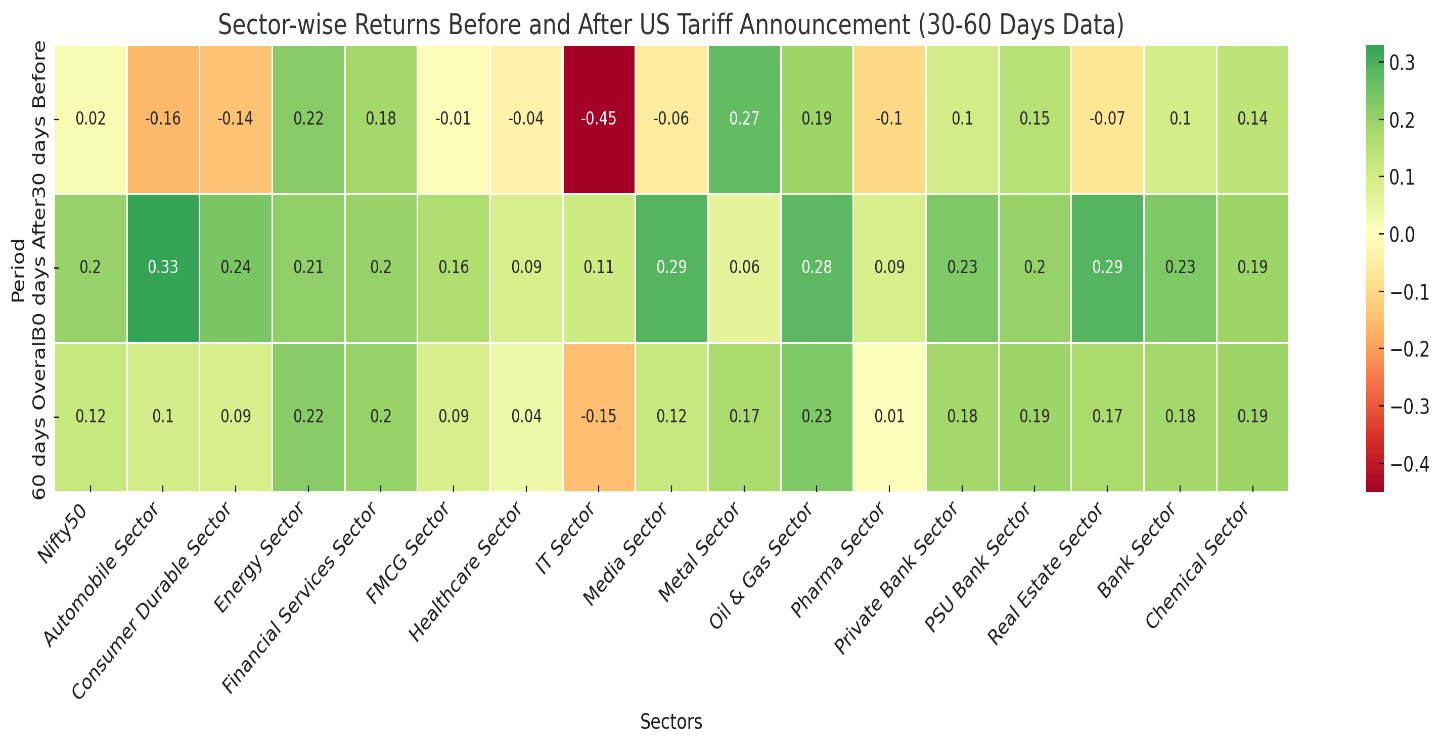 Sector-wise Returns Before and After US Tariff Announcement (30-60 Days Data)
Period
30 days Before
0.02 -0.16 -0.14 0.22 0.18 -0.01 -0.04 -0.45 -0.06 0.27 0.19 -0.1 0.1 0.15 -0.07 0.1 0.14
30 days After
0.2 0.33 0.24 0.21 0.2 0.16 0.09 0.11 0.29 0.06 0.28 0.09 0.23 0.2 0.29 0.23 0.19
60 days Overall
0.12 0.1 0.09 0.22 0.2 0.09 0.04 -0.15 0.12 0.17 0.23 0.01 0.18 0.19 0.17 0.18 0.19
Nifty50
Automobile Sector
Consumer Durable Sector
Energy Sector
Financial Services Sector
FMCG Sector
Healthcare Sector
IT Sector
Media Sector
Metal Sector
Oil & Gas Sector
Pharma Sector
Private Bank Sector
PSU Bank Sector
Real Estate Sector
Bank Sector
Chemical Sector
Sectors
0.3
0.2
0.1
0.0
−0.1
−0.2
−0.3
−0.4